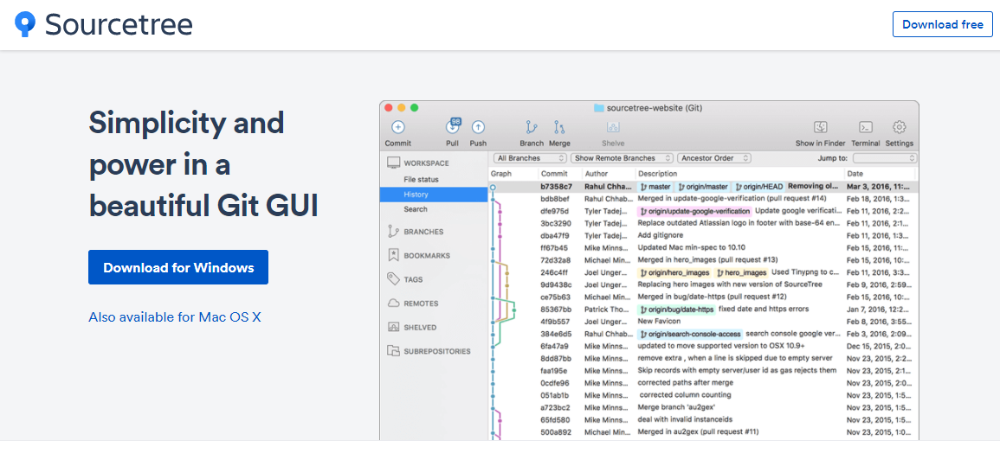 Sourcetree
Download free
Simplicity and
power in a
beautiful Git GUI
Download for Windows
Also available for Mac OS X
sourcetree-website (Git)
98
Commit Pull Push Branch Merge Shelve Show in Finder Terminal Settings
All Branches Show Remote Branches Ancestor Order Jump to:
WORKSPACE
File status
History
Search
BRANCHES
BOOKMARKS
TAGS
REMOTES
SHELVED
SUBREPOSITORIES
Graph Commit Author Description Date
b7358c7 Rahul Chha... master origin/master origin/HEAD Removing ol... Mar 3, 2016, 11:...
bdb8bef Rahul Chhab... Merged in update-google-verification (pull request #14) Feb 18, 2016, 1:3...
dfe975d Tyler Tadej... origin/update-google-verification Update google verificati... Feb 11, 2016, 2:2...
3bc3290 Tyler Tadej... Replace outdated Atlassian logo in footer with base-64 en... Feb 11, 2016, 2:1...
dba47f9 Tyler Tadej... Add gitignore Feb 11, 2016, 1:3...
ff67b45 Mike Minns... Updated Mac min-spec to 10.10 Feb 15, 2016, 11:...
72d32a8 Michael Min... Merged in hero_images (pull request #13) Feb 15, 2016, 10:...
246c4ff Joel Unger... origin/hero_images hero_images Used Tinypng to c... Feb 11, 2016, 3:3...
9d9438c Joel Unger... Replacing hero images with new version of SourceTree Feb 9, 2016, 2:59...
ce75b63 Michael Min... Merged in bug/date-https (pull request #12) Feb 15, 2016, 10:...
85367bb Patrick Tho... origin/bug/date-https fixed date and https errors Jan 7, 2016, 12:2...
4f9b557 Joel Unger... New Favicon Feb 8, 2016, 3:55...
384e6d5 Rahul Chhab... origin/search-console-access search console google ver... Feb 3, 2016, 2:09...
6fa47a9 Mike Minns... updated to move supported version to OSX 10.9+ Dec 15, 2015, 2:0...
8dd87bb Mike Minns... remove extra , when a line is skipped due to empty server Nov 23, 2015, 2:2...
faa195e Mike Minns... Skip records with empty server/user id as gas rejects them Nov 23, 2015, 2:1...
0cdfe96 Mike Minns... corrected paths after merge Nov 23, 2015, 2:0...
051ab1b Mike Minns... corrected column counting Nov 23, 2015, 1:5...
a723bc2 Mike Minns... Merge branch 'au2gex' Nov 23, 2015, 1:5...
65fd580 Mike Minns... deal with invalid instanceids Nov 23, 2015, 1:5...
500a892 Michael Min... Merged in au2gex (pull request #11) Nov 23, 2015, 1:5...